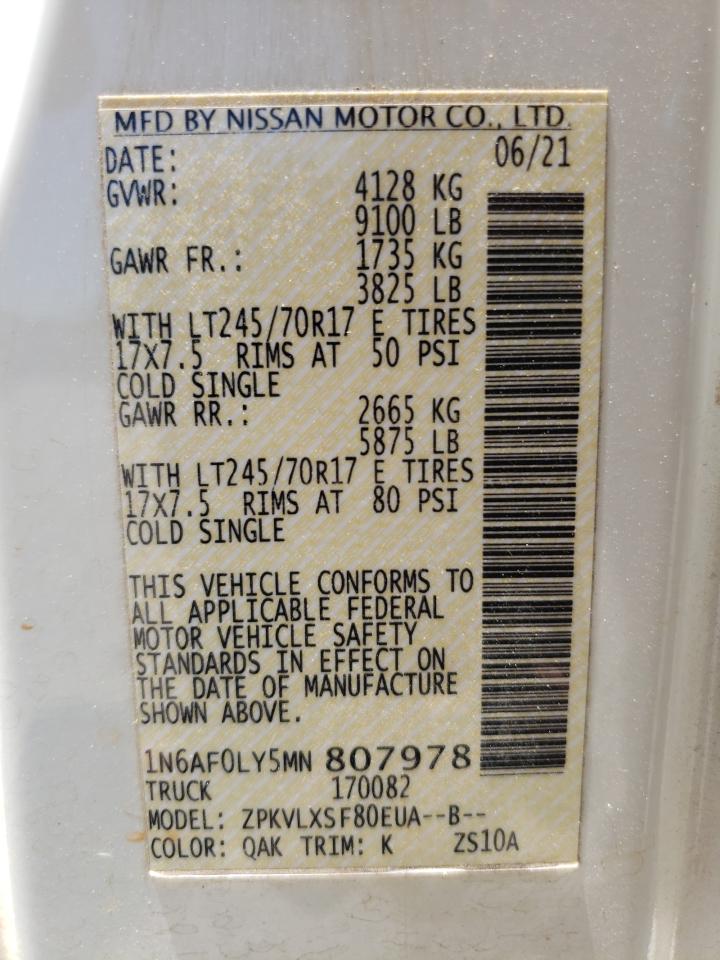 MFD BY NISSAN MOTOR CO., LTD.
DATE: 06/21
GVWR: 4128 KG
9100 LB
GAWR FR.: 1735 KG
3825 LB
WITH LT245/70R17 E TIRES
17X7.5 RIMS AT 50 PSI
COLD SINGLE
GAWR RR.: 2665 KG
5875 LB
WITH LT245/70R17 E TIRES
17X7.5 RIMS AT 80 PSI
COLD SINGLE
THIS VEHICLE CONFORMS TO
ALL APPLICABLE FEDERAL
MOTOR VEHICLE SAFETY
STANDARDS IN EFFECT ON
THE DATE OF MANUFACTURE
SHOWN ABOVE.
1N6AF0LY5MN 807978
TRUCK 170082
MODEL: ZPKVLXSF80EUA--B--
COLOR: QAK TRIM: K ZS10A